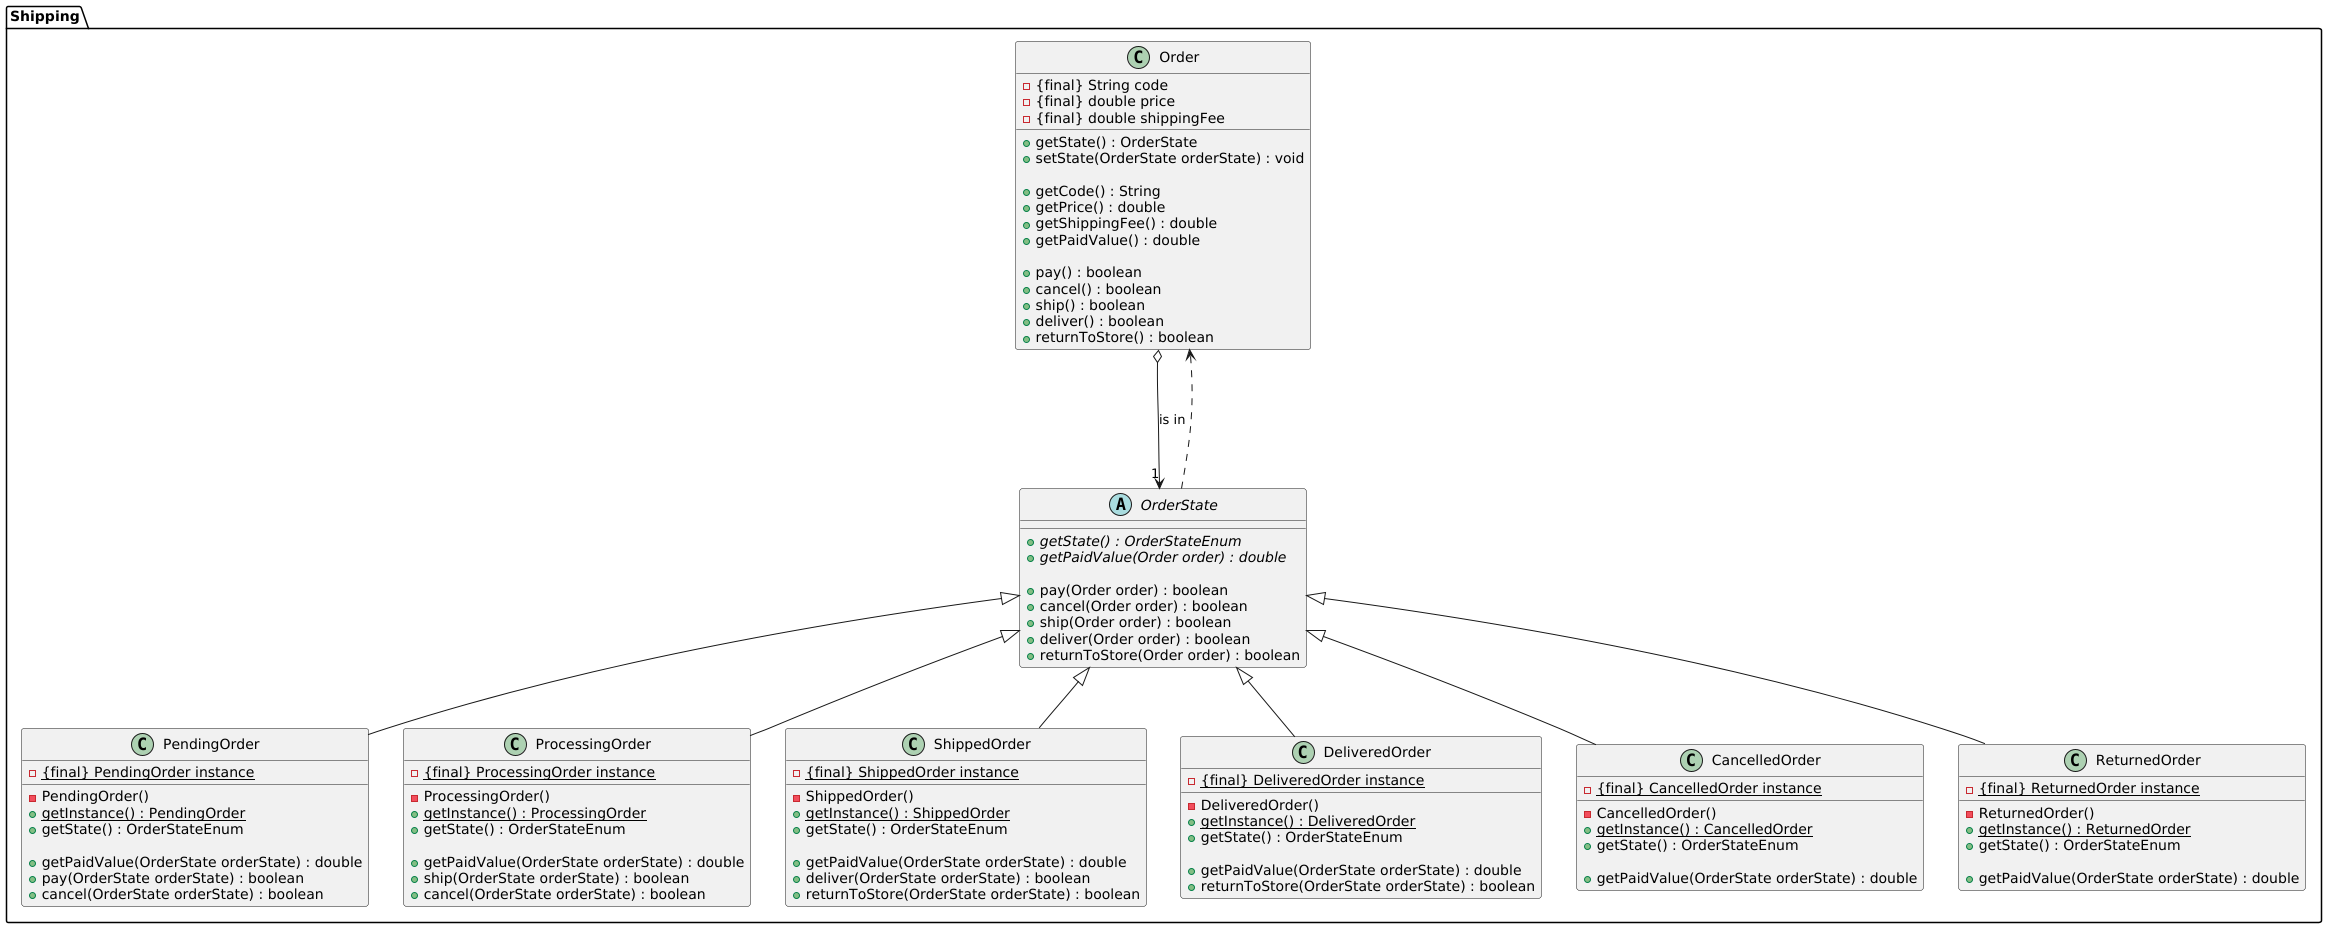 Shipping
C Order
{final} String code
{final} double price
{final} double shippingFee
getState() : OrderState
setState(OrderState orderState) : void
getCode() : String
getPrice() : double
getShippingFee() : double
getPaidValue() : double
pay() : boolean
cancel() : boolean
ship() : boolean
deliver() : boolean
returnToStore() : boolean
is in
1
A OrderState
getState() : OrderStateEnum
getPaidValue(Order order) : double
pay(Order order) : boolean
cancel(Order order) : boolean
ship(Order order) : boolean
deliver(Order order) : boolean
returnToStore(Order order) : boolean
C PendingOrder
{final} PendingOrder instance
PendingOrder()
getInstance() : PendingOrder
getState() : OrderStateEnum
getPaidValue(OrderState orderState) : double
pay(OrderState orderState) : boolean
cancel(OrderState orderState) : boolean
C ProcessingOrder
{final} ProcessingOrder instance
ProcessingOrder()
getInstance() : ProcessingOrder
getState() : OrderStateEnum
getPaidValue(OrderState orderState) : double
ship(OrderState orderState) : boolean
cancel(OrderState orderState) : boolean
C ShippedOrder
{final} ShippedOrder instance
ShippedOrder()
getInstance() : ShippedOrder
getState() : OrderStateEnum
getPaidValue(OrderState orderState) : double
deliver(OrderState orderState) : boolean
returnToStore(OrderState orderState) : boolean
C DeliveredOrder
{final} DeliveredOrder instance
DeliveredOrder()
getInstance() : DeliveredOrder
getState() : OrderStateEnum
getPaidValue(OrderState orderState) : double
returnToStore(OrderState orderState) : boolean
C CancelledOrder
{final} CancelledOrder instance
CancelledOrder()
getInstance() : CancelledOrder
getState() : OrderStateEnum
getPaidValue(OrderState orderState) : double
C ReturnedOrder
{final} ReturnedOrder instance
ReturnedOrder()
getInstance() : ReturnedOrder
getState() : OrderStateEnum
getPaidValue(OrderState orderState) : double